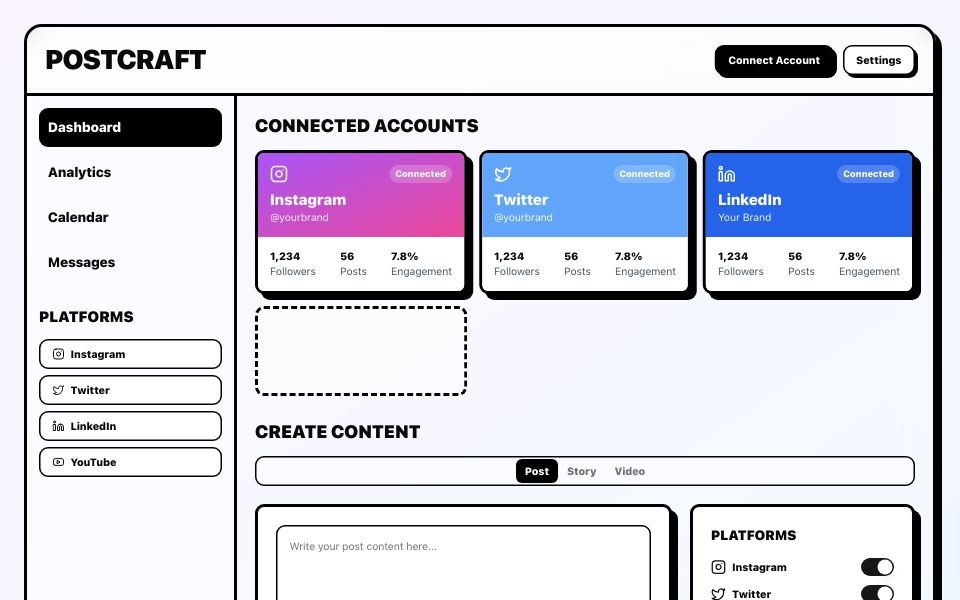 POSTCRAFT
Connect Account
Settings
Dashboard
Analytics
Calendar
Messages
PLATFORMS
Instagram
Twitter
LinkedIn
YouTube
CONNECTED ACCOUNTS
Connected
Instagram
@yourbrand
1,234 56 7.8%
Followers Posts Engagement
Connected
Twitter
@yourbrand
1,234 56 7.8%
Followers Posts Engagement
Connected
LinkedIn
Your Brand
1,234 56 7.8%
Followers Posts Engagement
CREATE CONTENT
Post Story Video
Write your post content here...
PLATFORMS
Instagram
Twitter